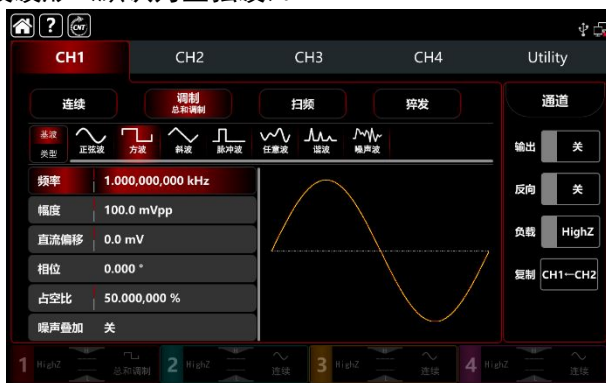 ? CNT
CH1 CH2 CH3 CH4 Utility
连续 调制 总和调制 扫频 猝发 通道
基波 类型 正弦波 方波 斜波 脉冲波 任意波 谐波 噪声波
输出 关
频率 1.000,000,000 kHz
反向 关
幅度 100.0 mVpp
负载 HighZ
直流偏移 0.0 mV
相位 0.000 °
复制 CH1←CH2
占空比 50.000,000 %
噪声叠加 关
1 HighZ 总和调制 2 HighZ 连续 3 HighZ 连续 4 HighZ 连续